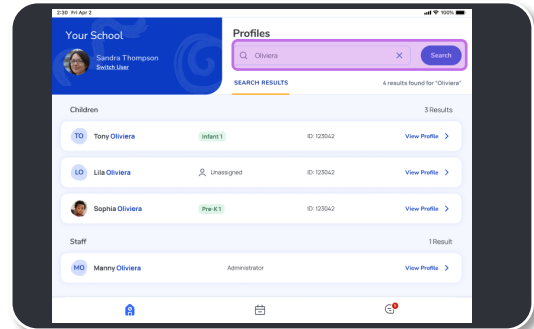 2:30 Fri Apr 2
100%
Your School
Sandra Thompson
Switch User
Profiles
Oliviera
Search
SEARCH RESULTS
4 results found for "Oliviera"
Children
3 Results
TO Tony Oliviera Infant 1 ID: 123042 View Profile
LO Lila Oliviera Unassigned ID: 123042 View Profile
Sophia Oliviera Pre-K 1 ID: 123042 View Profile
Staff
1 Result
MO Manny Oliviera Administrator View Profile